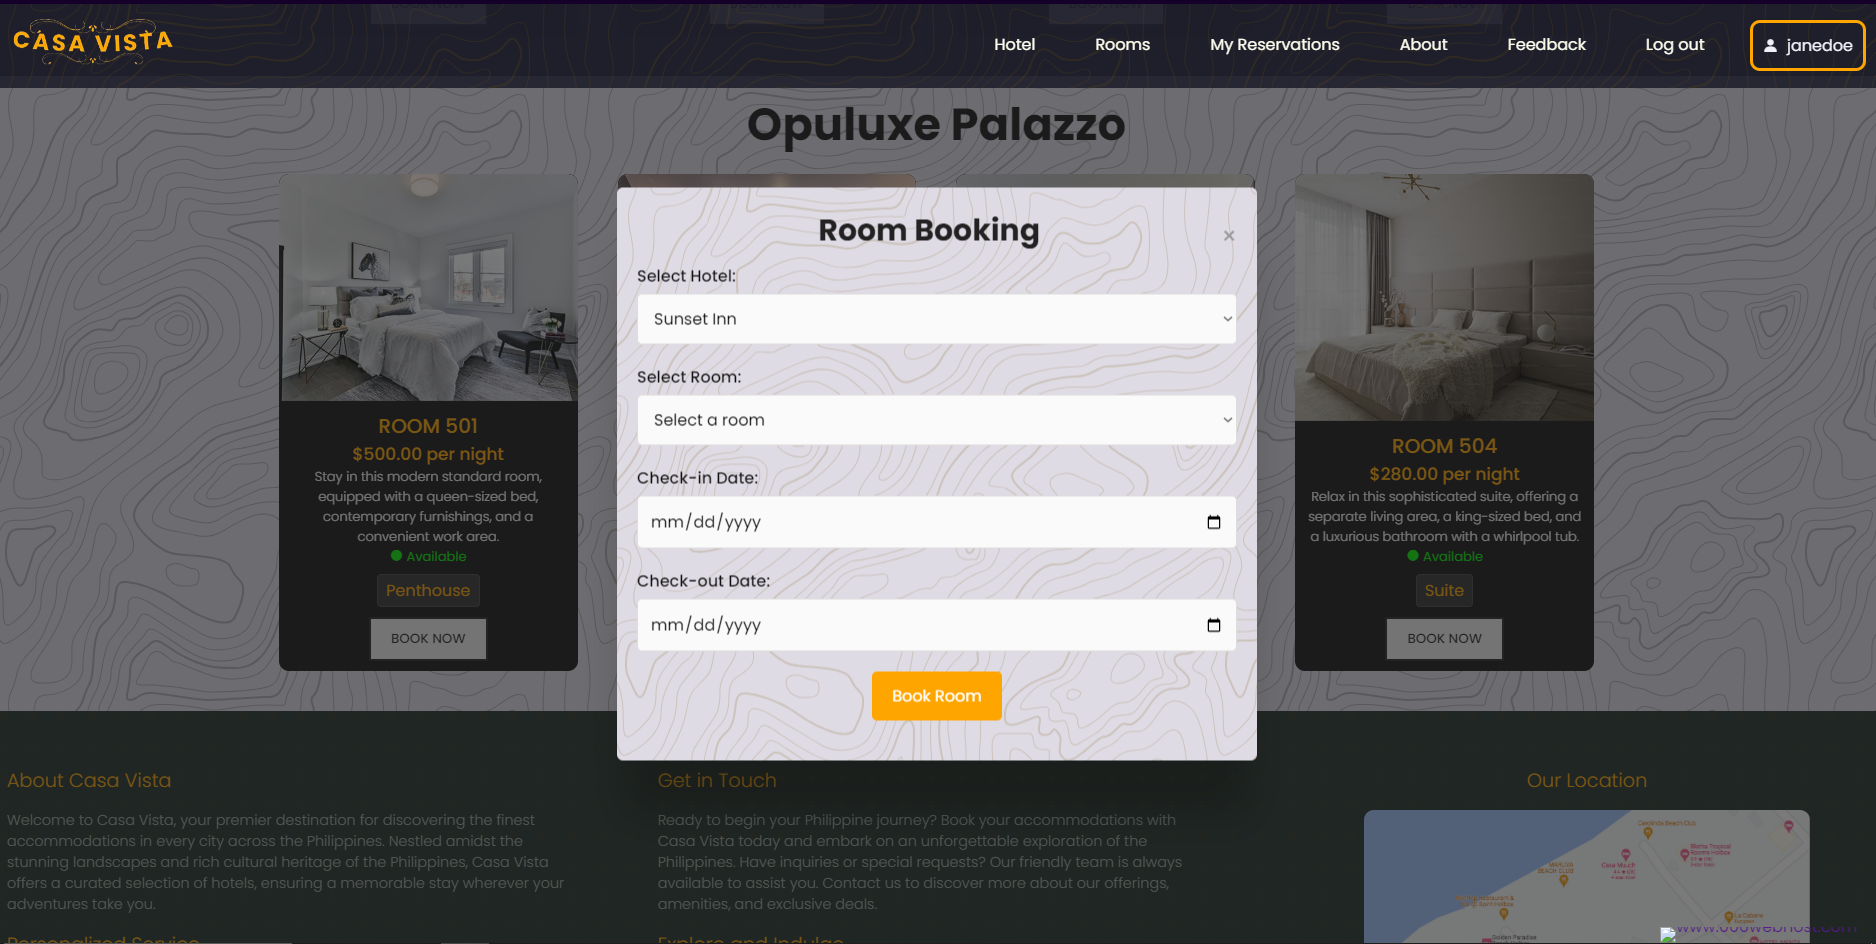 CASA VISTA
Hotel
Rooms
My Reservations
About
Feedback
Log out
janedoe
Opuluxe Palazzo
ROOM 501
$500.00 per night
Stay in this modern standard room,
equipped with a queen-sized bed,
contemporary furnishings, and a
convenient work area.
Available
Penthouse
BOOK NOW
Room Booking
×
Select Hotel:
Sunset Inn
Select Room:
Select a room
Check-in Date:
mm/dd/yyyy
Check-out Date:
mm/dd/yyyy
Book Room
ROOM 504
$280.00 per night
Relax in this sophisticated suite, offering a
separate living area, a king-sized bed, and
a luxurious bathroom with a whirlpool tub.
Available
Suite
BOOK NOW
About Casa Vista
Welcome to Casa Vista, your premier destination for discovering the finest
accommodations in every city across the Philippines. Nestled amidst the
stunning landscapes and rich cultural heritage of the Philippines, Casa Vista
offers a curated selection of hotels, ensuring a memorable stay wherever your
adventures take you.
Personalized Service
Get in Touch
Ready to begin your Philippine journey? Book your accommodations with
Casa Vista today and embark on an unforgettable exploration of the
Philippines. Have inquiries or special requests? Our friendly team is always
available to assist you. Contact us to discover more about our offerings,
amenities, and exclusive deals.
Explore and Indulge
Our Location
BEACH CLUB
La Cabana
www.000webhost.com